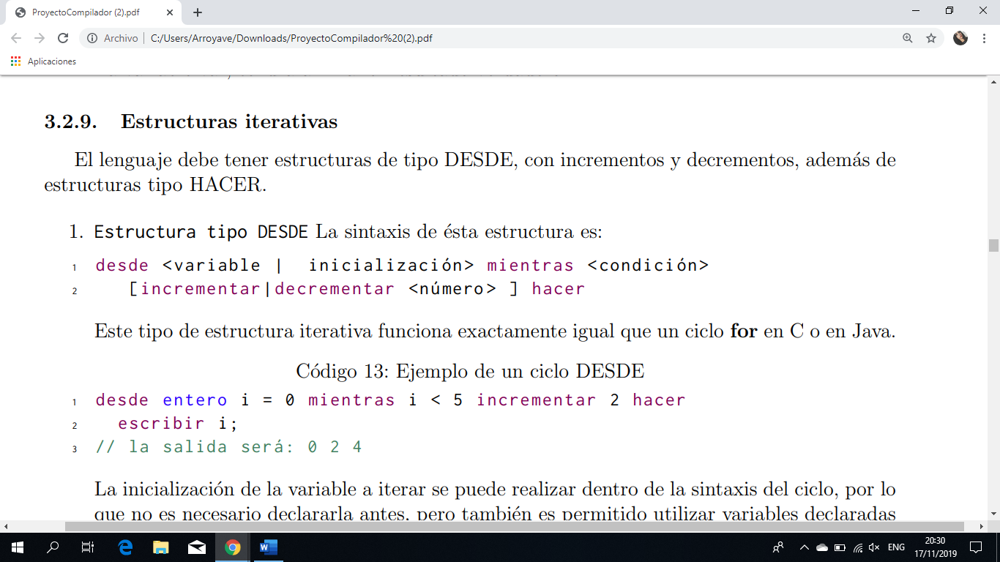 ProyectoCompilador (2).pdf
Archivo C:/Users/Arroyave/Downloads/ProyectoCompilador%20(2).pdf
Aplicaciones
3.2.9. Estructuras iterativas
El lenguaje debe tener estructuras de tipo DESDE, con incrementos y decrementos, además de
estructuras tipo HACER.
1. Estructura tipo DESDE La sintaxis de ésta estructura es:
1 desde <variable | inicialización> mientras <condición>
2 [incrementar|decrementar <número> ] hacer
Este tipo de estructura iterativa funciona exactamente igual que un ciclo for en C o en Java.
Código 13: Ejemplo de un ciclo DESDE
1 desde entero i = 0 mientras i < 5 incrementar 2 hacer
2 escribir i;
3 // la salida será: 0 2 4
La inicialización de la variable a iterar se puede realizar dentro de la sintaxis del ciclo, por lo
que no es necesario declararla antes, pero también es permitido utilizar variables declaradas
ENG
20:30
17/11/2019